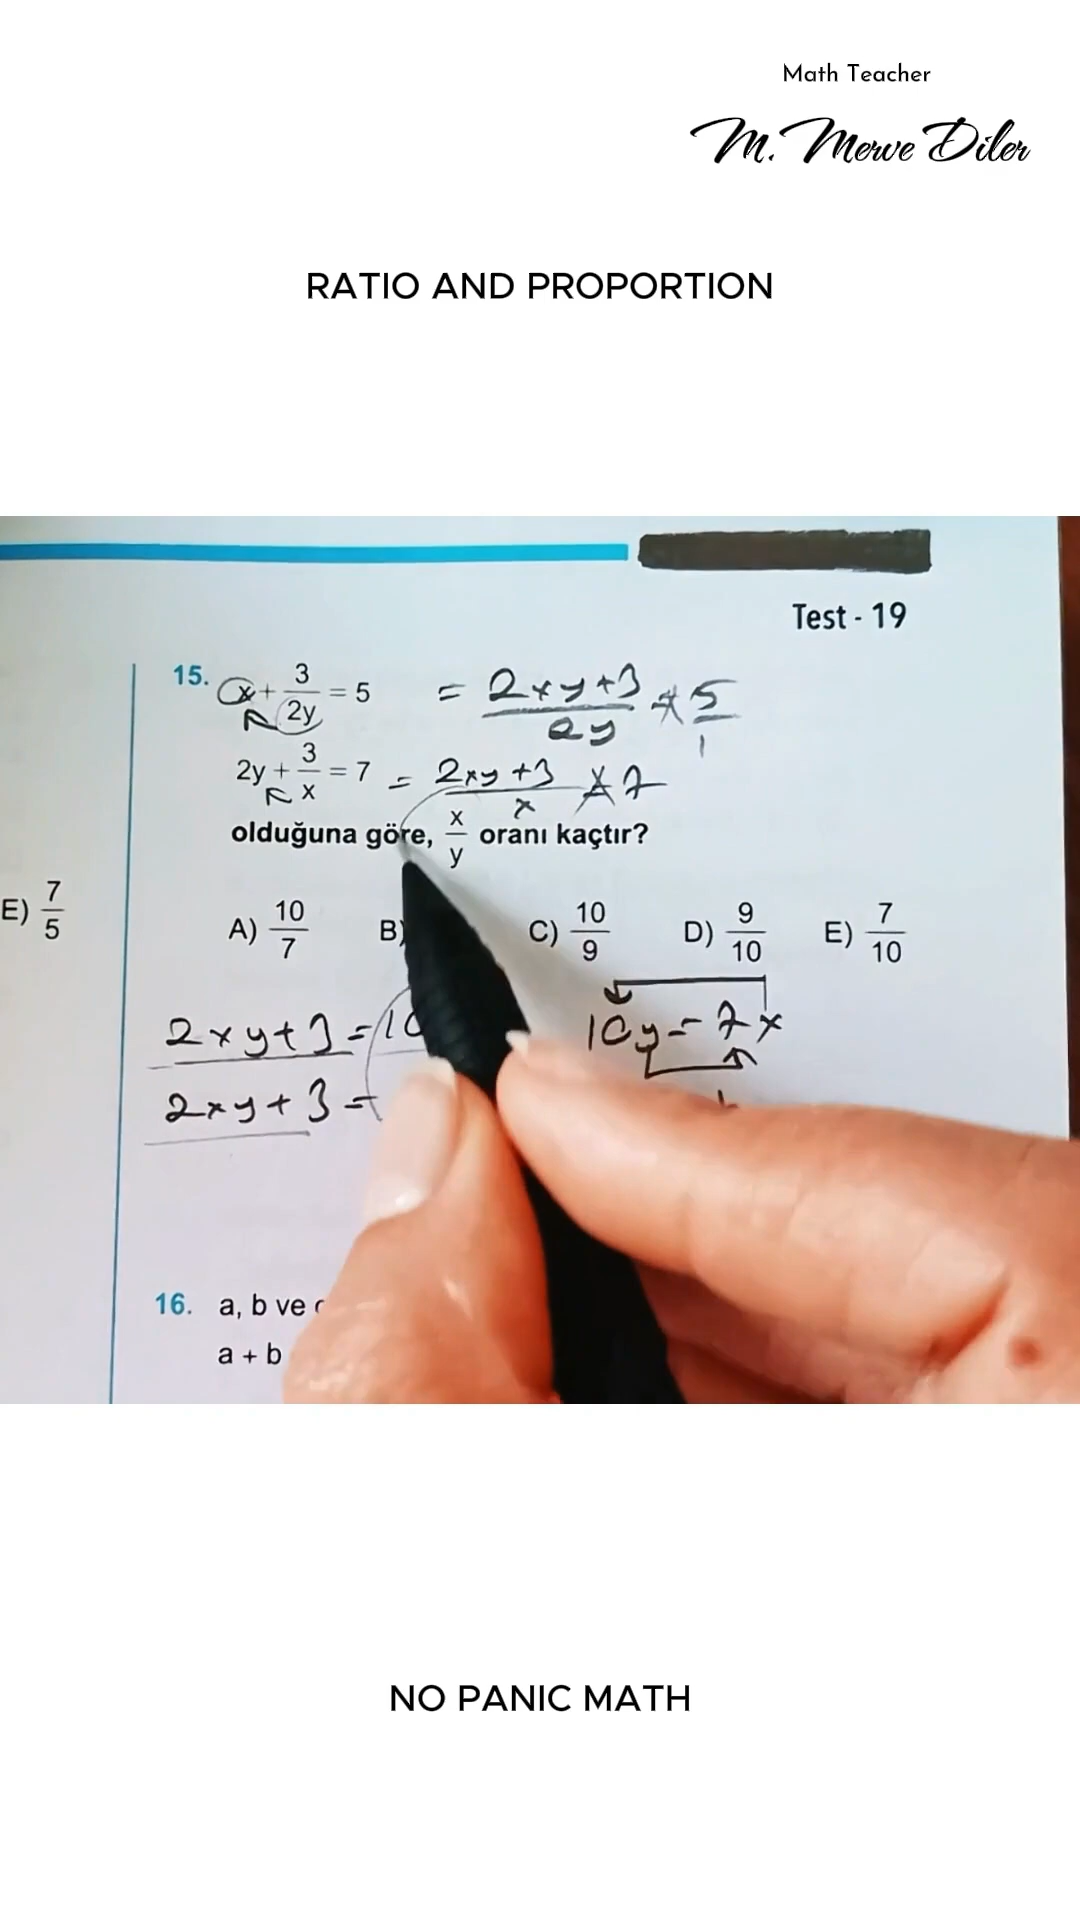 Math Teacher
M. Merve Diler
RATIO AND PROPORTION
Test - 19
15. x + 3/2y = 5 = 2xy+3/2y 5/1
2y + 3/x = 7 = 2xy+3/x 7
olduğuna göre, x/y oranı kaçtır?
E) 7/5
A) 10/7 B) C) 10/9 D) 9/10 E) 7/10
2xy+3=10
10y=7x
2xy+3=
16. a, b ve
a + b
NO PANIC MATH